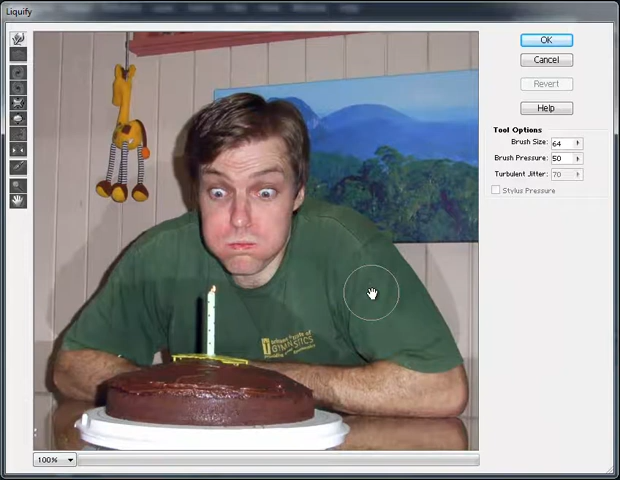 Liquify
OK
Cancel
Revert
Help
Tool Options
Brush Size: 64
Brush Pressure: 50
Turbulent Jitter: 70
Stylus Pressure
GYMNASTICS
100%